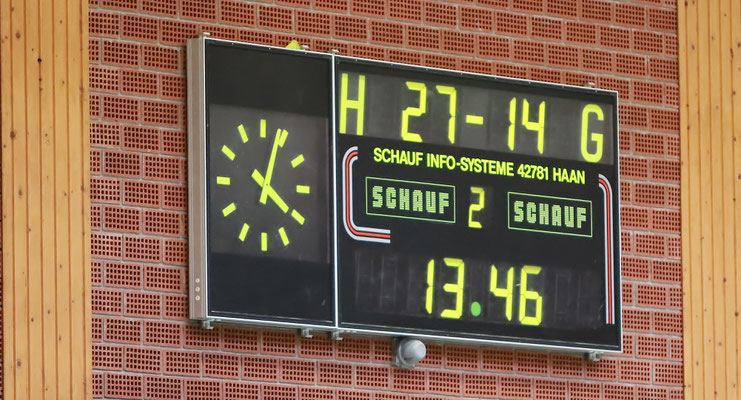 H 27-14 G
SCHAUF INFO-SYSTEME 42781 HAAN
SCHAUF 2 SCHAUF
13.46